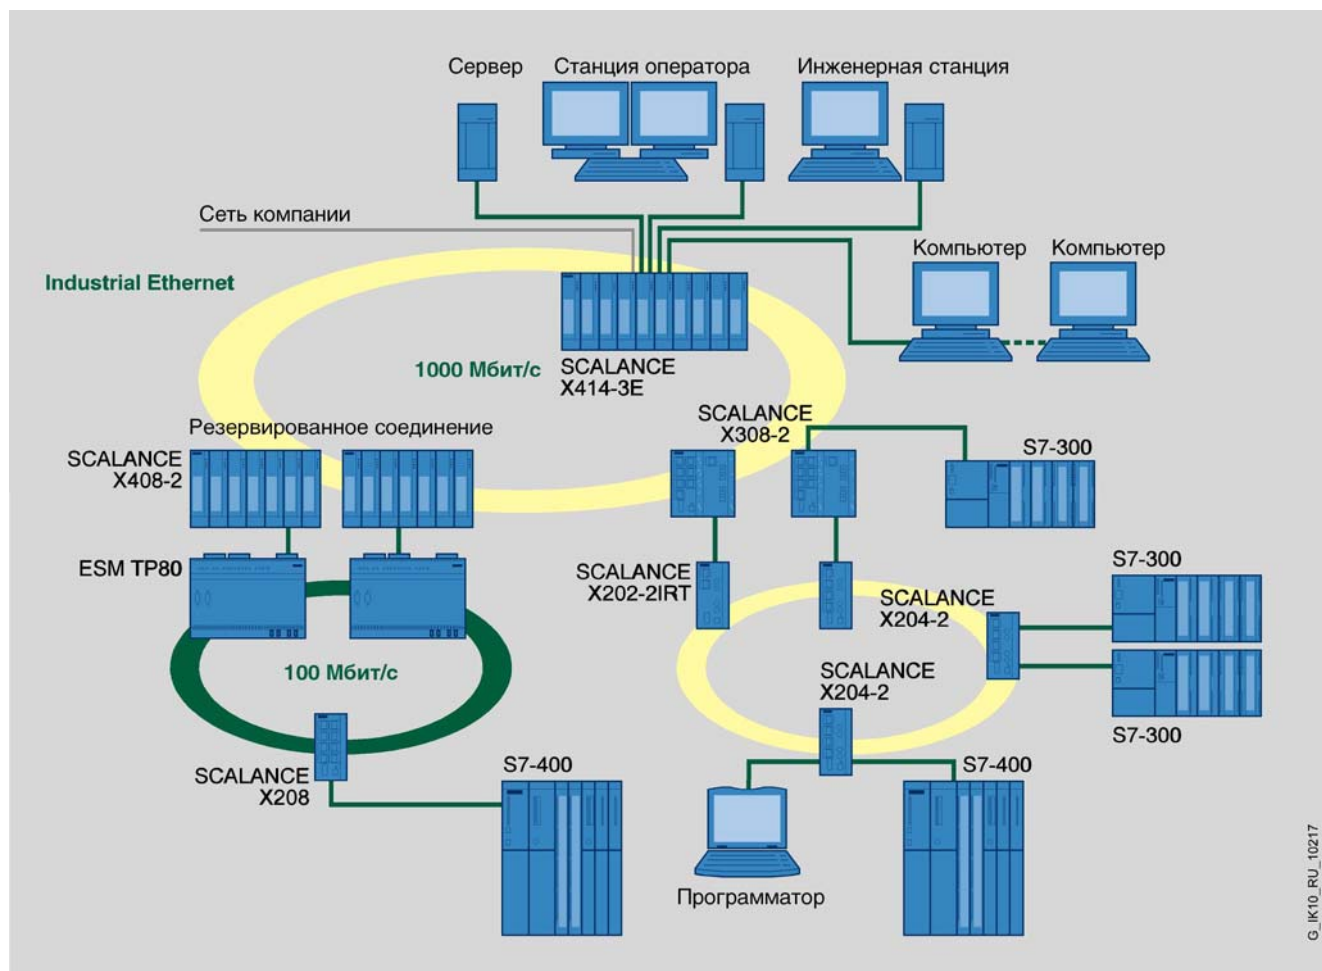 Сервер
Станция оператора
Инженерная станция
Сеть компании
Компьютер
Компьютер
Industrial Ethernet
1000 Мбит/с
SCALANCE
X414-3E
Резервированное соединение
SCALANCE
X408-2
SCALANCE
X308-2
S7-300
ESM TP80
SCALANCE
X202-2IRT
SCALANCE
X204-2
S7-300
100 Мбит/с
SCALANCE
X204-2
S7-300
SCALANCE
X208
S7-400
S7-400
Программатор
G_IK10_RU_10217